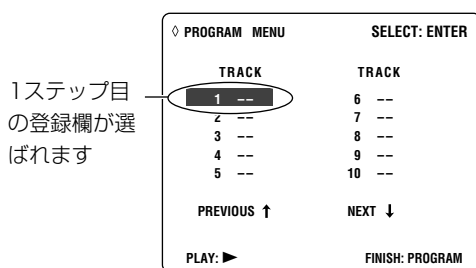 ◊ PROGRAM MENU SELECT: ENTER
TRACK TRACK
1ステップ目
の登録欄が選
ばれます
1 -- 6 --
2 -- 7 --
3 -- 8 --
4 -- 9 --
5 -- 10 --
PREVIOUS ↑ NEXT ↓
PLAY: ► FINISH: PROGRAM